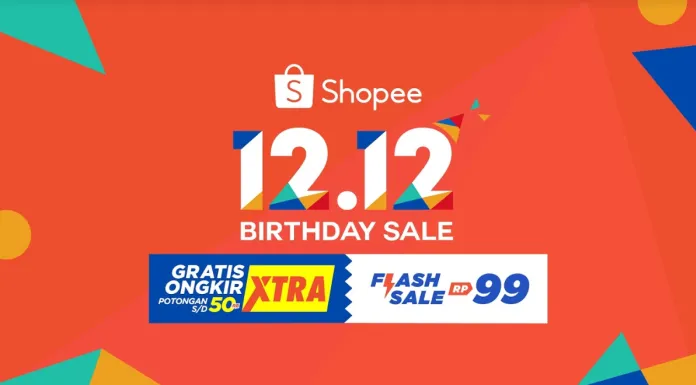 S Shopee
12.12
BIRTHDAY SALE
GRATIS
ONGKIR
POTONGAN
S/D 50
XTRA
FLASH
SALE RP 99